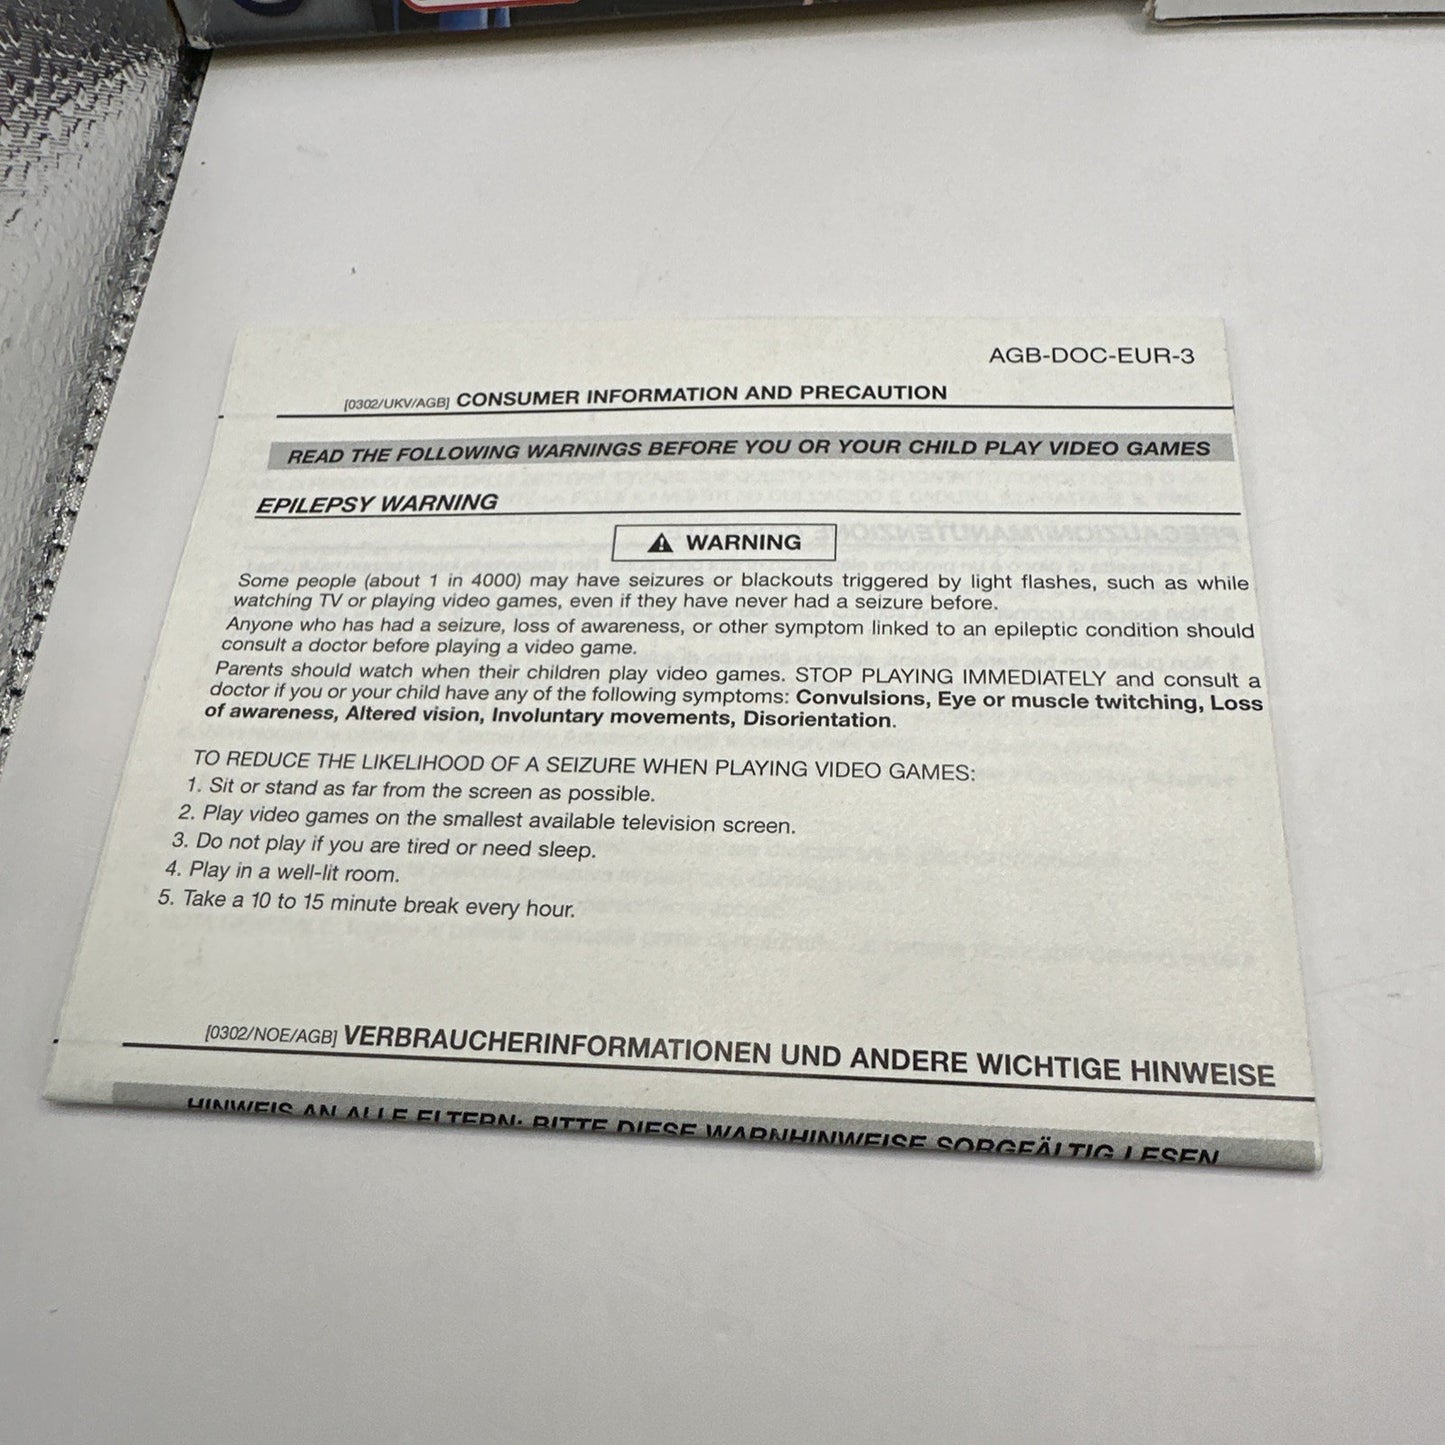 AGB-DOC-EUR-3
[0302/UKV/AGB] CONSUMER INFORMATION AND PRECAUTION
READ THE FOLLOWING WARNINGS BEFORE YOU OR YOUR CHILD PLAY VIDEO GAMES
EPILEPSY WARNING
WARNING
Some people (about 1 in 4000) may have seizures or blackouts triggered by light flashes, such as while
watching TV or playing video games, even if they have never had a seizure before.
Anyone who has had a seizure, loss of awareness, or other symptom linked to an epileptic condition should
consult a doctor before playing a video game.
Parents should watch when their children play video games. STOP PLAYING IMMEDIATELY and consult a
doctor if you or your child have any of the following symptoms: Convulsions, Eye or muscle twitching, Loss
of awareness, Altered vision, Involuntary movements, Disorientation.
TO REDUCE THE LIKELIHOOD OF A SEIZURE WHEN PLAYING VIDEO GAMES:
1. Sit or stand as far from the screen as possible.
2. Play video games on the smallest available television screen.
3. Do not play if you are tired or need sleep.
4. Play in a well-lit room.
5. Take a 10 to 15 minute break every hour.
[0302/NOE/AGB] VERBRAUCHERINFORMATIONEN UND ANDERE WICHTIGE HINWEISE
HINWEIS AN ALLE ELTERN: BITTE DIESE WARNHINWEISE SORGFÄLTIG LESEN